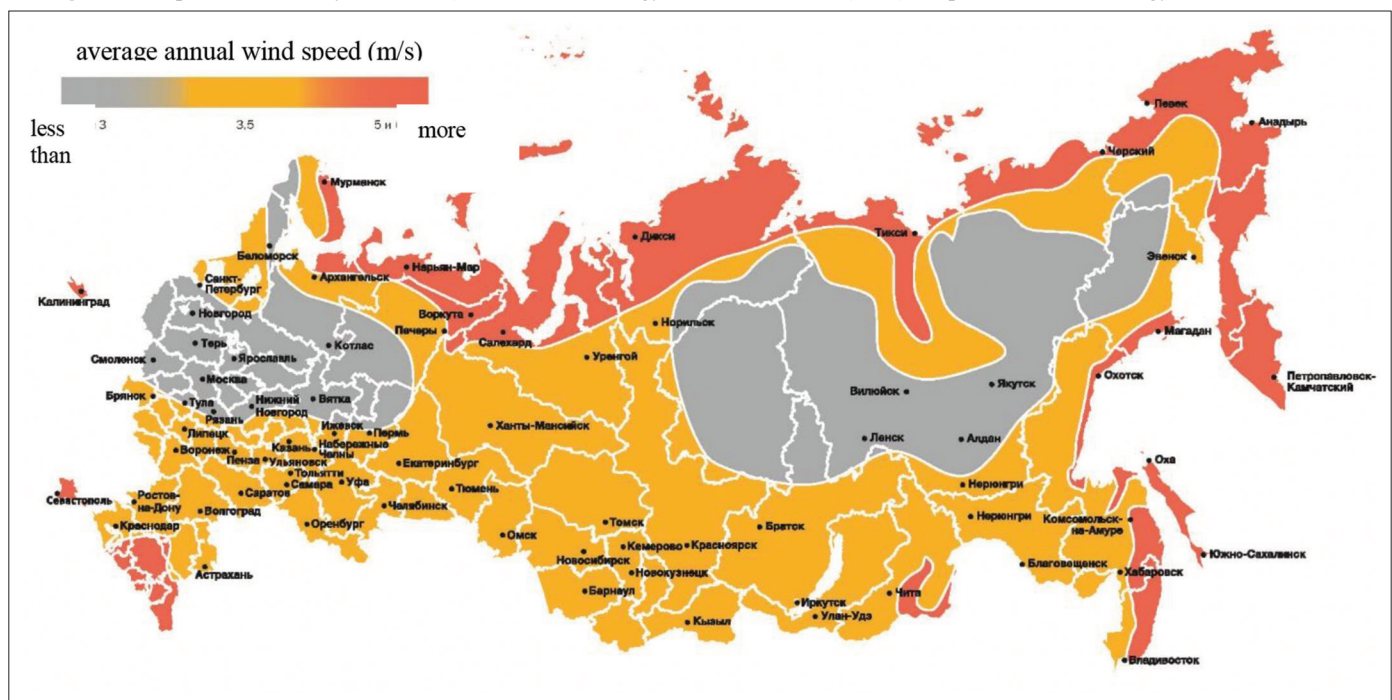 average annual wind speed (m/s)
less
than
3
3,5
5 и
more
Певек
Анадырь
Черский
Мурманск
Дикси
Тикси
Беломорск
Эвенск
Нарьян-Мар
Архангельск
Санкт-
Петербург
Калининград
Новгород
Воркута
Норильск
Печеры
Магадан
Салехард
Терь
Котлас
Уренгой
Смоленск
Ярославль
Охотск
Петропавловск-
Камчатский
Москва
Якутск
Вилюйск
Брянск
Тула
Нижний
Новгород
Вятка
Рязань
Ханты-Мансийск
Липецк
Ижевск
Пермь
Ленск
Алдан
Казань
Набережные
Челны
Воронеж
Пенза
Ульяновск
Екатеринбург
Оха
Тольятти
Самара
Уфа
Нерюнгри
Тюмень
Севастополь
Ростов-
на-Дону
Саратов
Челябинск
Волгоград
Нерюнгри
Комсомольск-
на-Амуре
Краснодар
Оренбург
Томск
Братск
Омск
Кемерово
Красноярск
Новосибирск
Южно-Сахалинск
Благовещенск
Хабаровск
Астрахань
Новокузнецк
Барнаул
Чита
Иркутск
Улан-Удэ
Кызыл
Владивосток